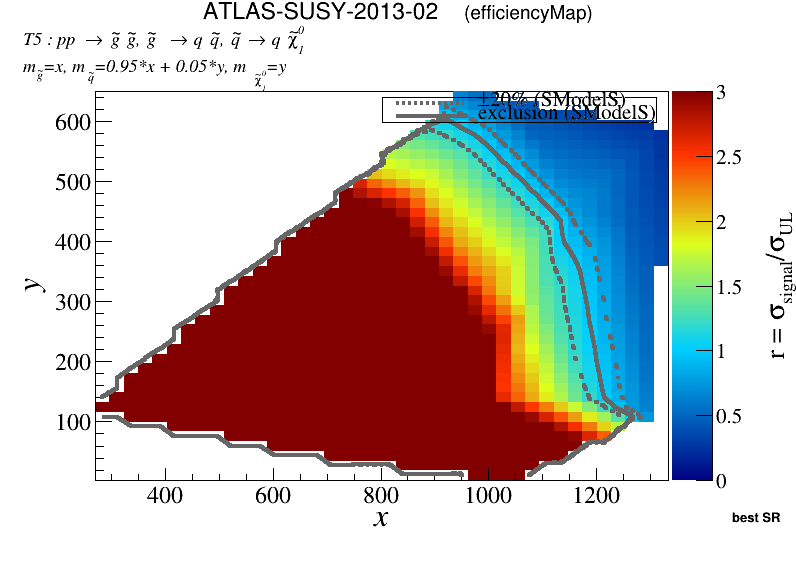 ATLAS-SUSY-2013-02 (efficiencyMap)
T5 : pp → g̃ g̃, g̃ → q q̃, q̃ → q χ̃₁⁰
m_g̃=x, m_q̃=0.95*x + 0.05*y, m_χ̃₁⁰=y
±20% (SModelS)
exclusion (SModelS)
y
600
500
400
300
200
100
400 600 800 1000 1200
x
3
2.5
2
1.5
1
0.5
0
r = σ_signal/σ_UL
best SR